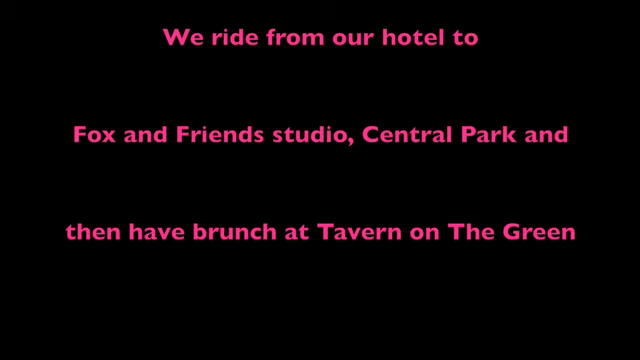 We ride from our hotel to
Fox and Friends studio, Central Park and
then have brunch at Tavern on The Green